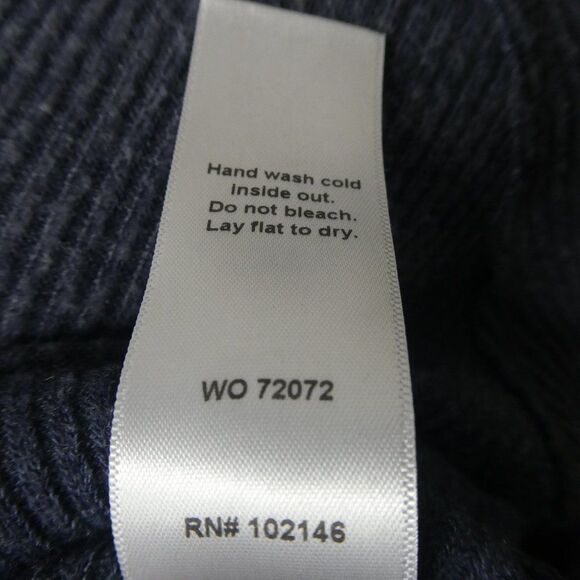 Hand wash cold
inside out.
Do not bleach.
Lay flat to dry.
WO 72072
RN# 102146